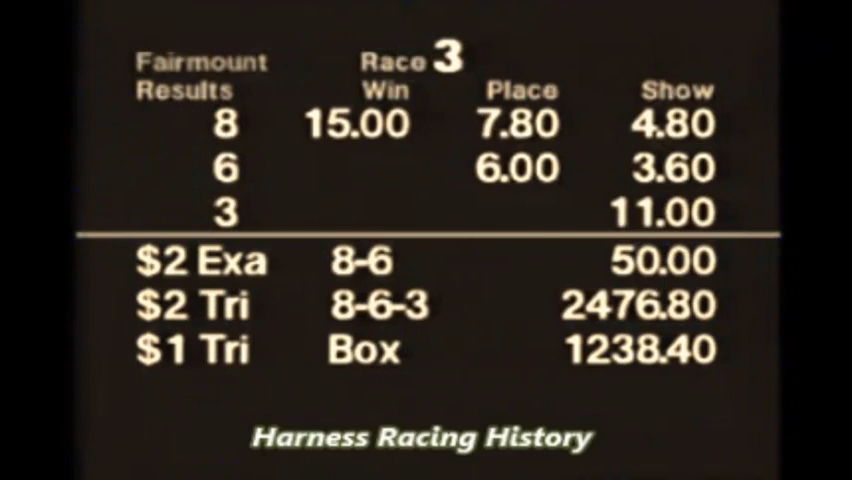 Fairmount Race 3
Results Win Place Show
8 15.00 7.80 4.80
6 6.00 3.60
3 11.00
$2 Exa 8-6 50.00
$2 Tri 8-6-3 2476.80
$1 Tri Box 1238.40
Harness Racing History